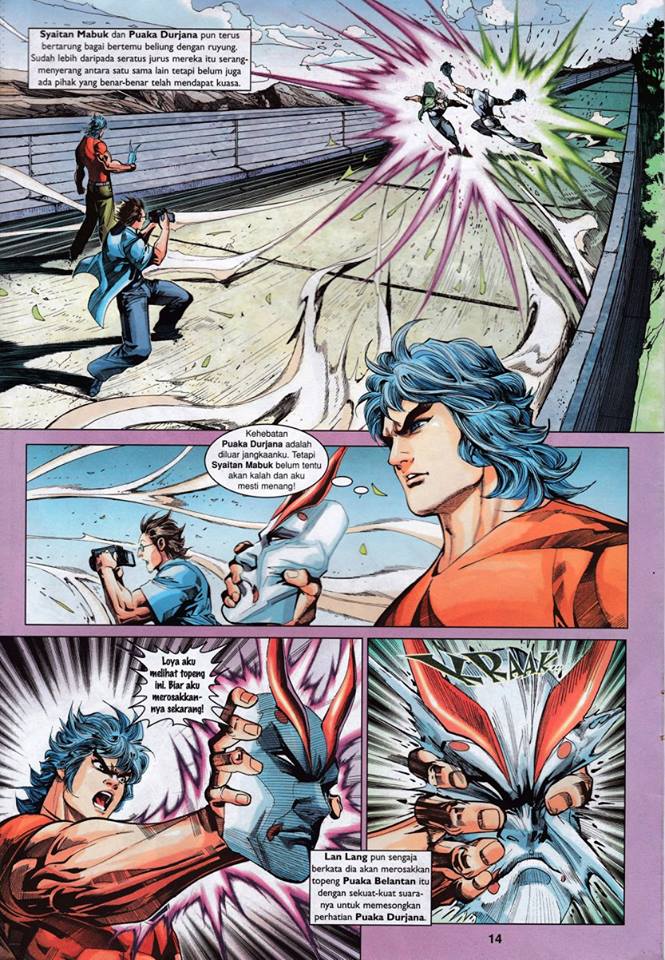 Syaitan Mabuk dan Puaka Durjana pun terus
bertarung bagai bertemu beliung dengan ruyung.
Sudah lebih daripada seratus jurus mereka itu serang-
menyerang antara satu sama lain tetapi belum juga
ada pihak yang benar-benar telah mendapat kuasa.
Kehebatan
Puaka Durjana adalah
diluar jangkaanku. Tetapi
Syaitan Mabuk belum tentu
akan kalah dan aku
mesti menang!
Loya aku
melihat topeng
ini. Biar aku
merosakkan-
nya sekarang!
KRAAK...
Lan Lang pun sengaja
berkata dia akan merosakkan
topeng Puaka Belantan itu
dengan sekuat-kuat suara-
nya untuk memesongkan
perhatian Puaka Durjana.
14